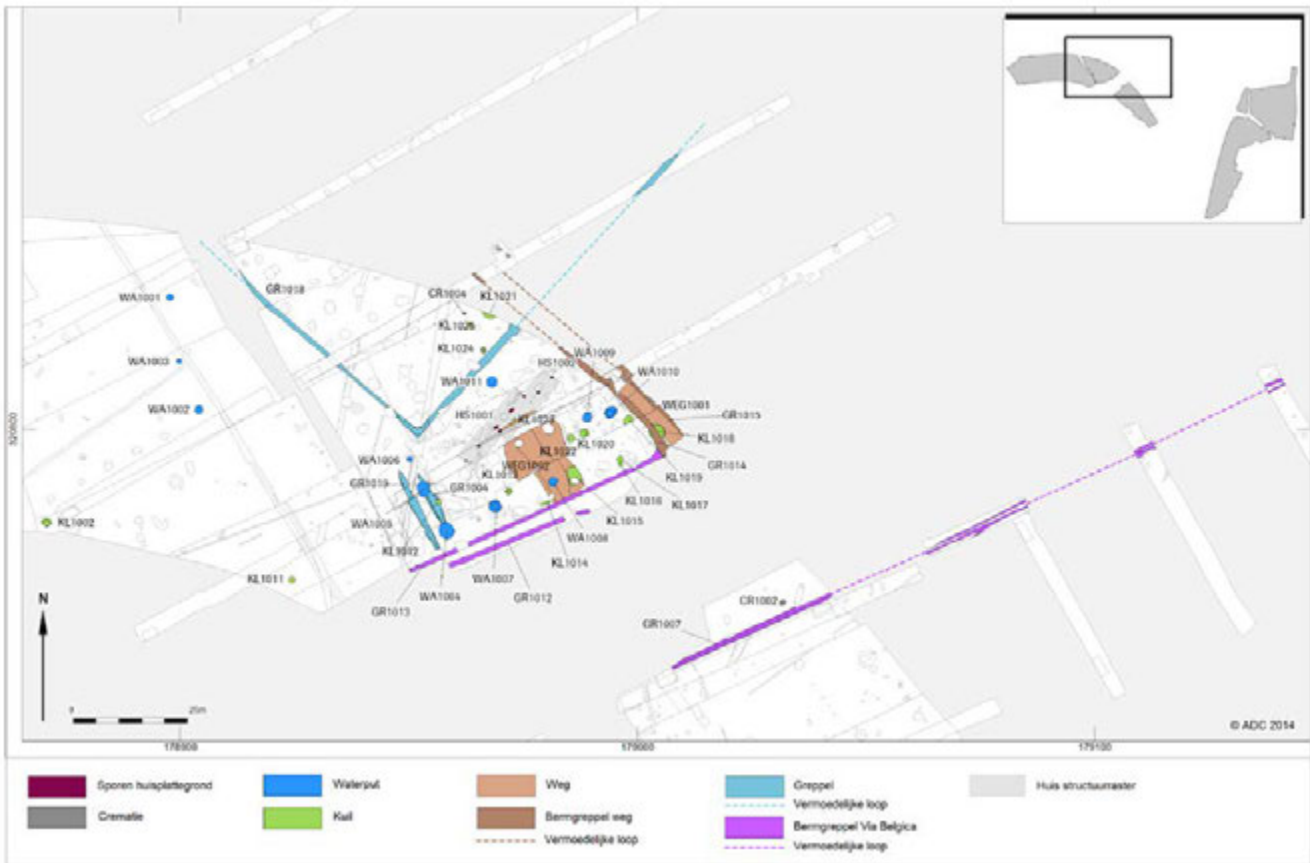 GR1018
WA1001
CR1004
KL1021
KL1025
WA1003
KL1024
WA1009
HS1002
WA1010
WA1011
WEG1001
WA1002
HS1001
GR1015
KL1020
KL1018
KL1022
WA1006
WEG1002
GR1014
GR1010
GR1004
KL1019
KL1016
KL1017
KL1002
WA1005
KL1015
KL1012
WA1008
KL1014
KL1011
WA1007
GR1013
WA1004
GR1012
CR1002
GR1007
N
0
25m
© ADC 2014
178900
179000
179100
320600
Sporen huisplattegrond
Waterput
Weg
Greppel
Huis structuurraster
Vermoedelijke loop
Crematie
Kuil
Bermgreppel weg
Bermgreppel Via Belgica
Vermoedelijke loop
Vermoedelijke loop